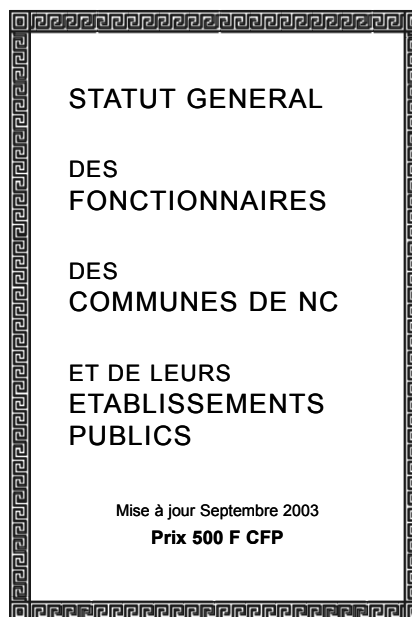 STATUT GENERAL
DES
FONCTIONNAIRES
DES
COMMUNES DE NC
ET DE LEURS
ETABLISSEMENTS
PUBLICS
Mise à jour Septembre 2003
Prix 500 F CFP